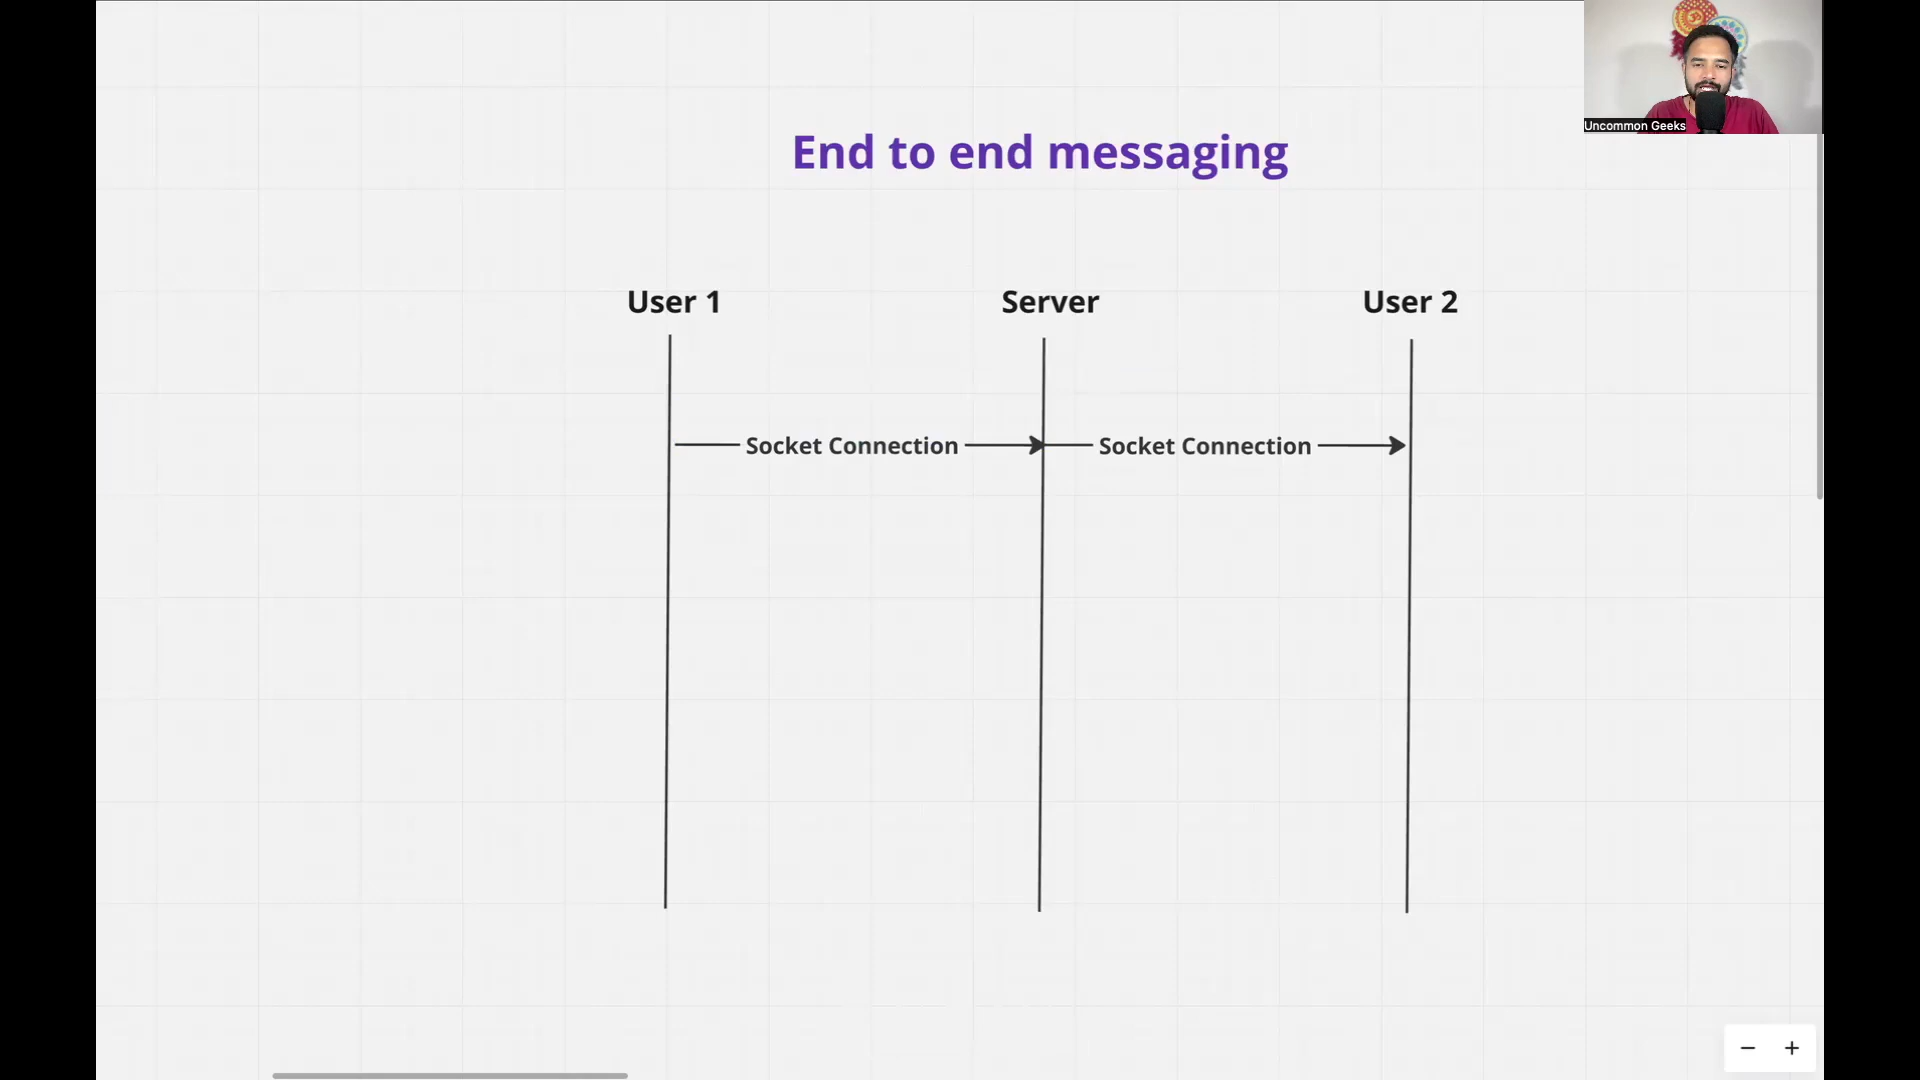 Uncommon Geeks
End to end messaging
User 1
Server
User 2
Socket Connection
Socket Connection